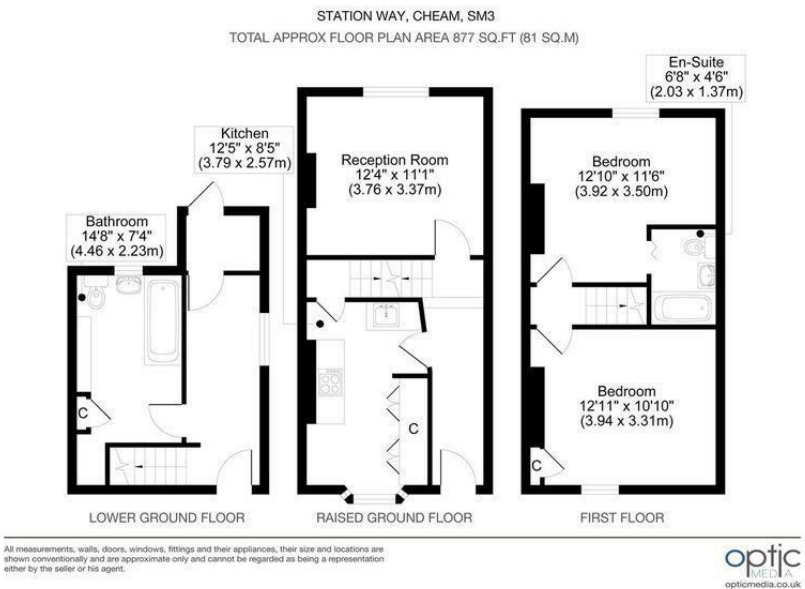 STATION WAY, CHEAM, SM3
TOTAL APPROX FLOOR PLAN AREA 877 SQ.FT (81 SQ.M)
Bathroom
14'8" x 7'4"
(4.46 x 2.23m)
C
LOWER GROUND FLOOR
Kitchen
12'5" x 8'5"
(3.79 x 2.57m)
Reception Room
12'4" x 11'1"
(3.76 x 3.37m)
C
RAISED GROUND FLOOR
En-Suite
6'8" x 4'6"
(2.03 x 1.37m)
Bedroom
12'10" x 11'6"
(3.92 x 3.50m)
Bedroom
12'11" x 10'10"
(3.94 x 3.31m)
C
FIRST FLOOR
All measurements, walls, doors, windows, fittings and their appliances, their size and locations are
shown conventionally and are approximate only and cannot be regarded as being a representation
either by the seller or his agent.
optic
MEDIA
opticmedia.co.uk